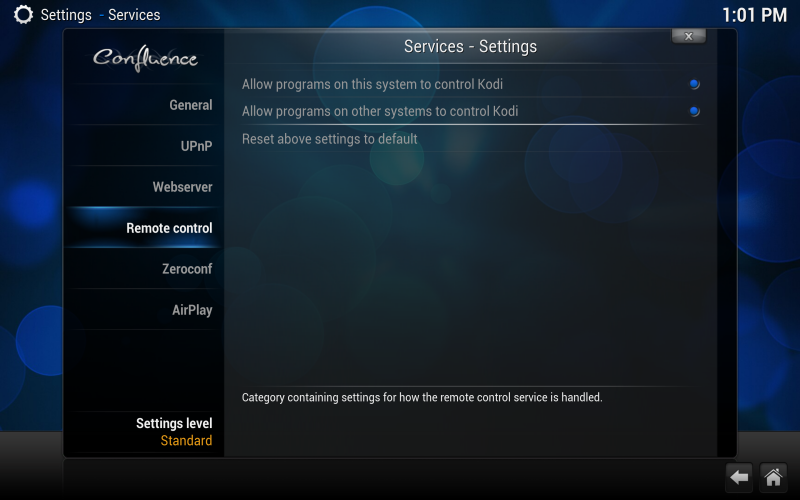 Settings - Services
1:01 PM
Confluence
Services - Settings
x
General
UPnP
Webserver
Remote control
Zeroconf
AirPlay
Allow programs on this system to control Kodi
Allow programs on other systems to control Kodi
Reset above settings to default
Category containing settings for how the remote control service is handled.
Settings level
Standard